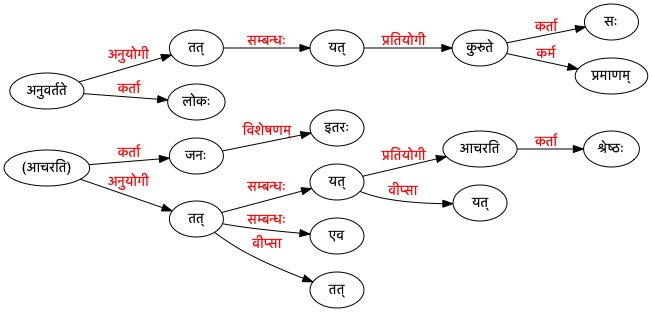 सः
अनुयोगी तत् सम्बन्धः यत् प्रतियोगी कुरुते कर्ता
अनुवर्तते कर्ता लोकः कर्म प्रमाणम्
विशेषणम् इतरः
(आचरति) कर्ता जनः प्रतियोगी आचरति कर्ता श्रेष्ठः
अनुयोगी सम्बन्धः यत् वीप्सा यत्
तत् सम्बन्धः एव
वीप्सा
तत्